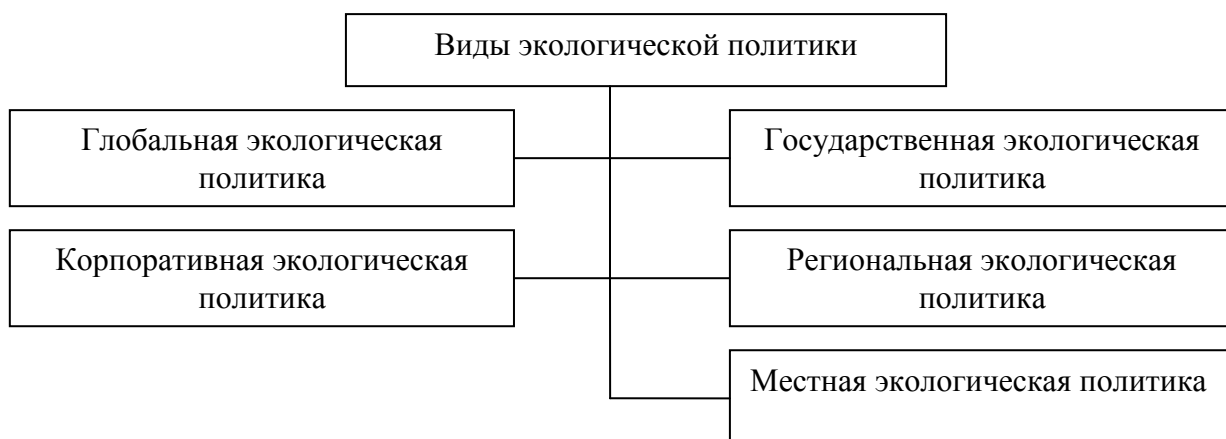 Виды экологической политики
Глобальная экологическая
политика
Государственная экологическая
политика
Корпоративная экологическая
политика
Региональная экологическая
политика
Местная экологическая политика